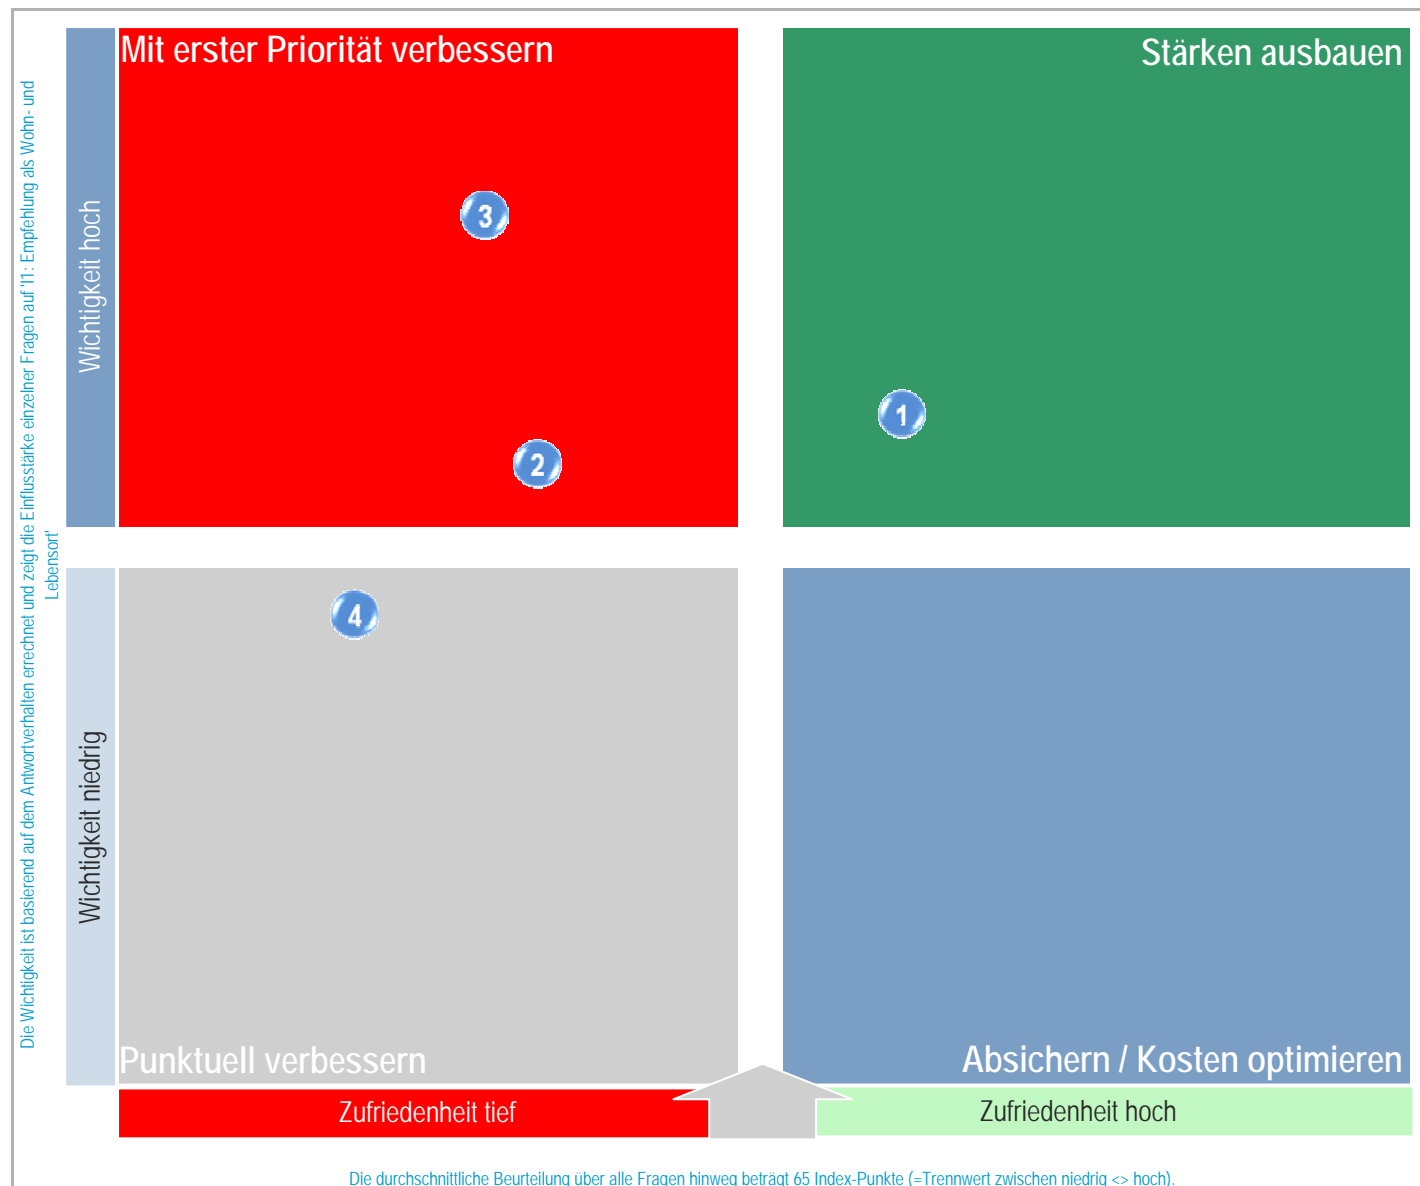 Mit erster Priorität verbessern
Stärken ausbauen
Die Wichtigkeit ist basierend auf dem Antwortverhalten errechnet und zeigt die Einflusstärke einzelner Fragen auf 'I1: Empfehlung als Wohn- und
Lebensort'
Wichtigkeit hoch
3
1
2
4
Wichtigkeit niedrig
Punktuell verbessern
Absichern / Kosten optimieren
Zufriedenheit tief
Zufriedenheit hoch
Die durchschnittliche Beurteilung über alle Fragen hinweg beträgt 65 Index-Punkte (=Trennwert zwischen niedrig <> hoch).